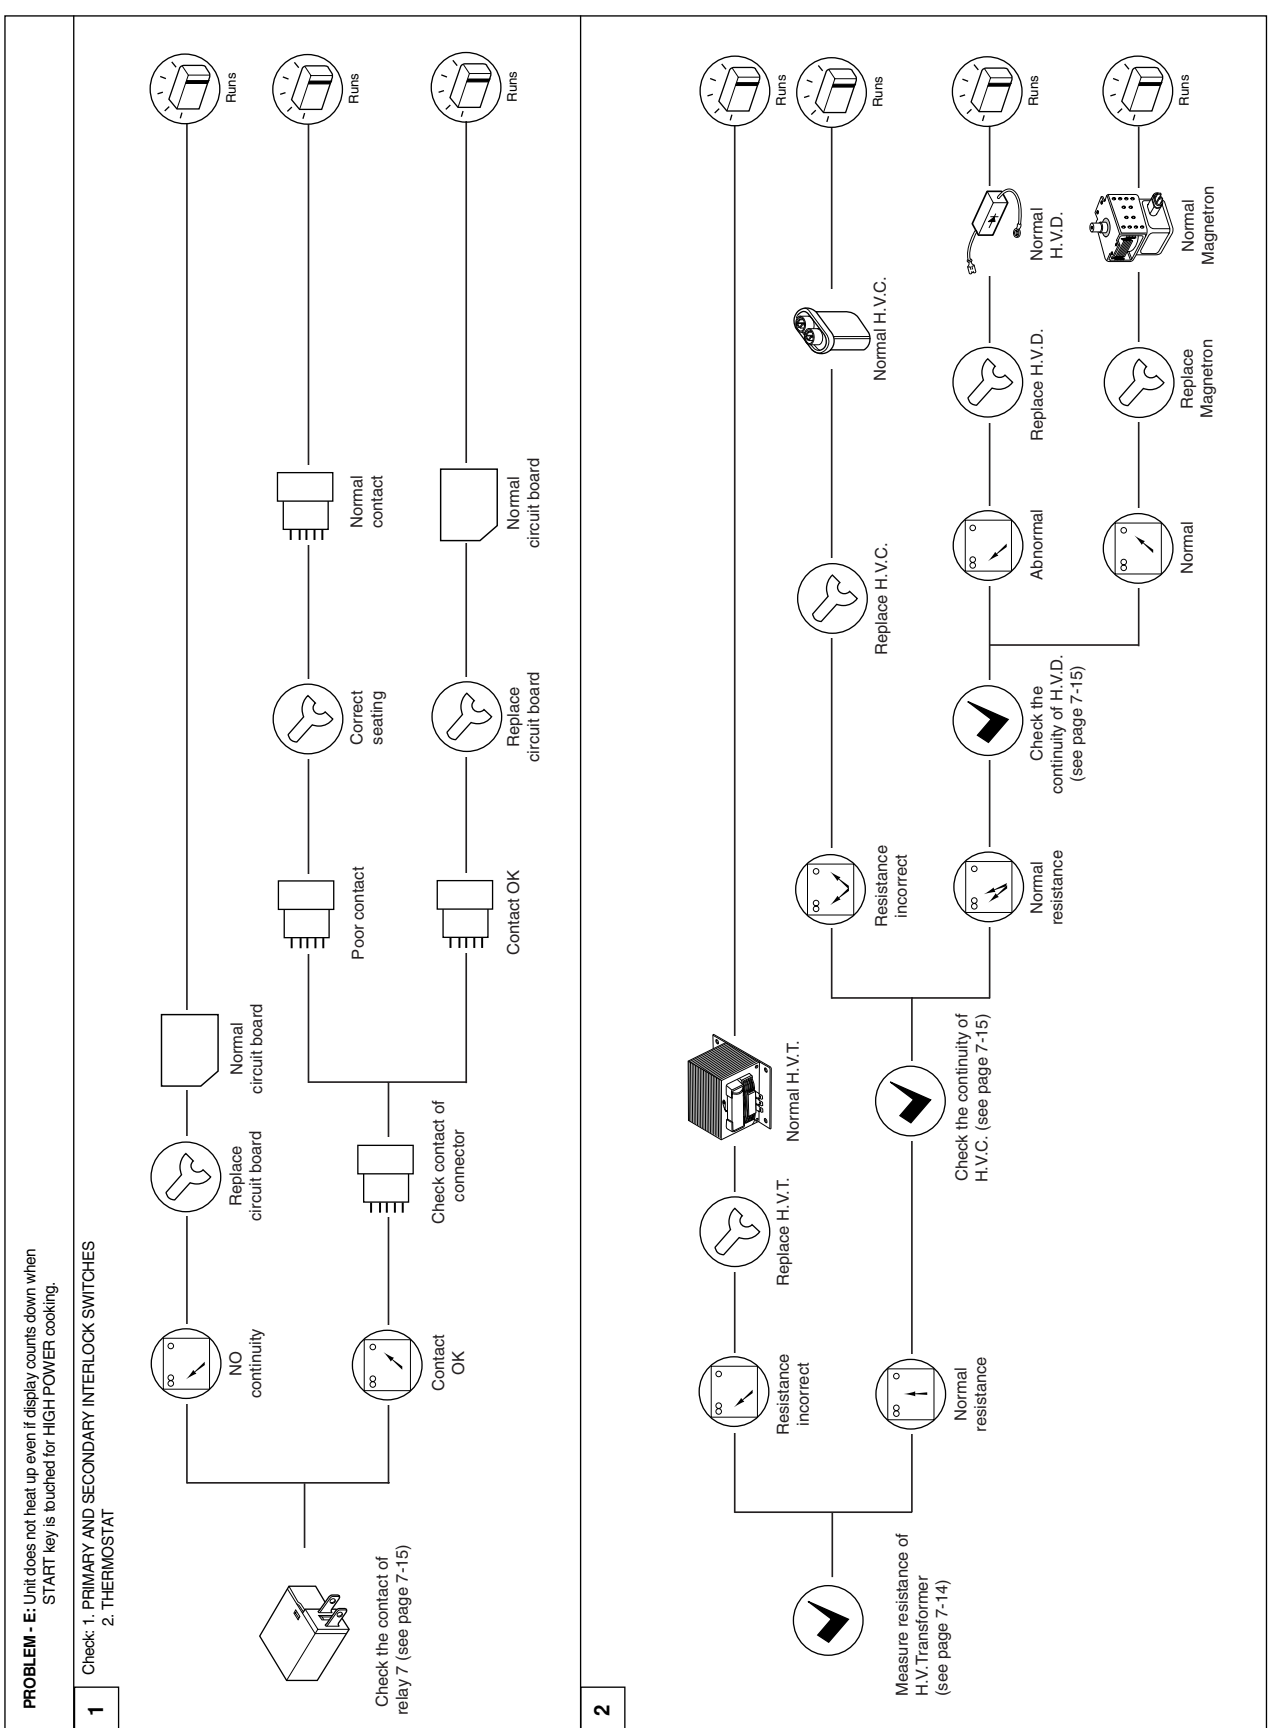 PROBLEM - E: Unit does not heat up even if display counts down when
START key is touched for HIGH POWER cooking.
1
Check: 1. PRIMARY AND SECONDARY INTERLOCK SWITCHES
2. THERMOSTAT
Check the contact of
relay 7 (see page 7-15)
NO
continuity
Replace
circuit board
Normal
circuit board
Runs
Contact
OK
Check contact of
connector
Poor contact
Correct
seating
Normal
contact
Runs
Contact OK
Replace
circuit board
Normal
circuit board
Runs
2
Measure resistance of
H.V.Transformer
(see page 7-14)
Resistance
incorrect
Replace H.V.T.
Normal H.V.T.
Runs
Normal
resistance
Check the continuity of
H.V.C. (see page 7-15)
Resistance
incorrect
Replace H.V.C.
Normal H.V.C.
Runs
Normal
resistance
Check the
continuity of H.V.D.
(see page 7-15)
Abnormal
Replace H.V.D.
Normal
H.V.D.
Runs
Normal
Replace
Magnetron
Normal
Magnetron
Runs